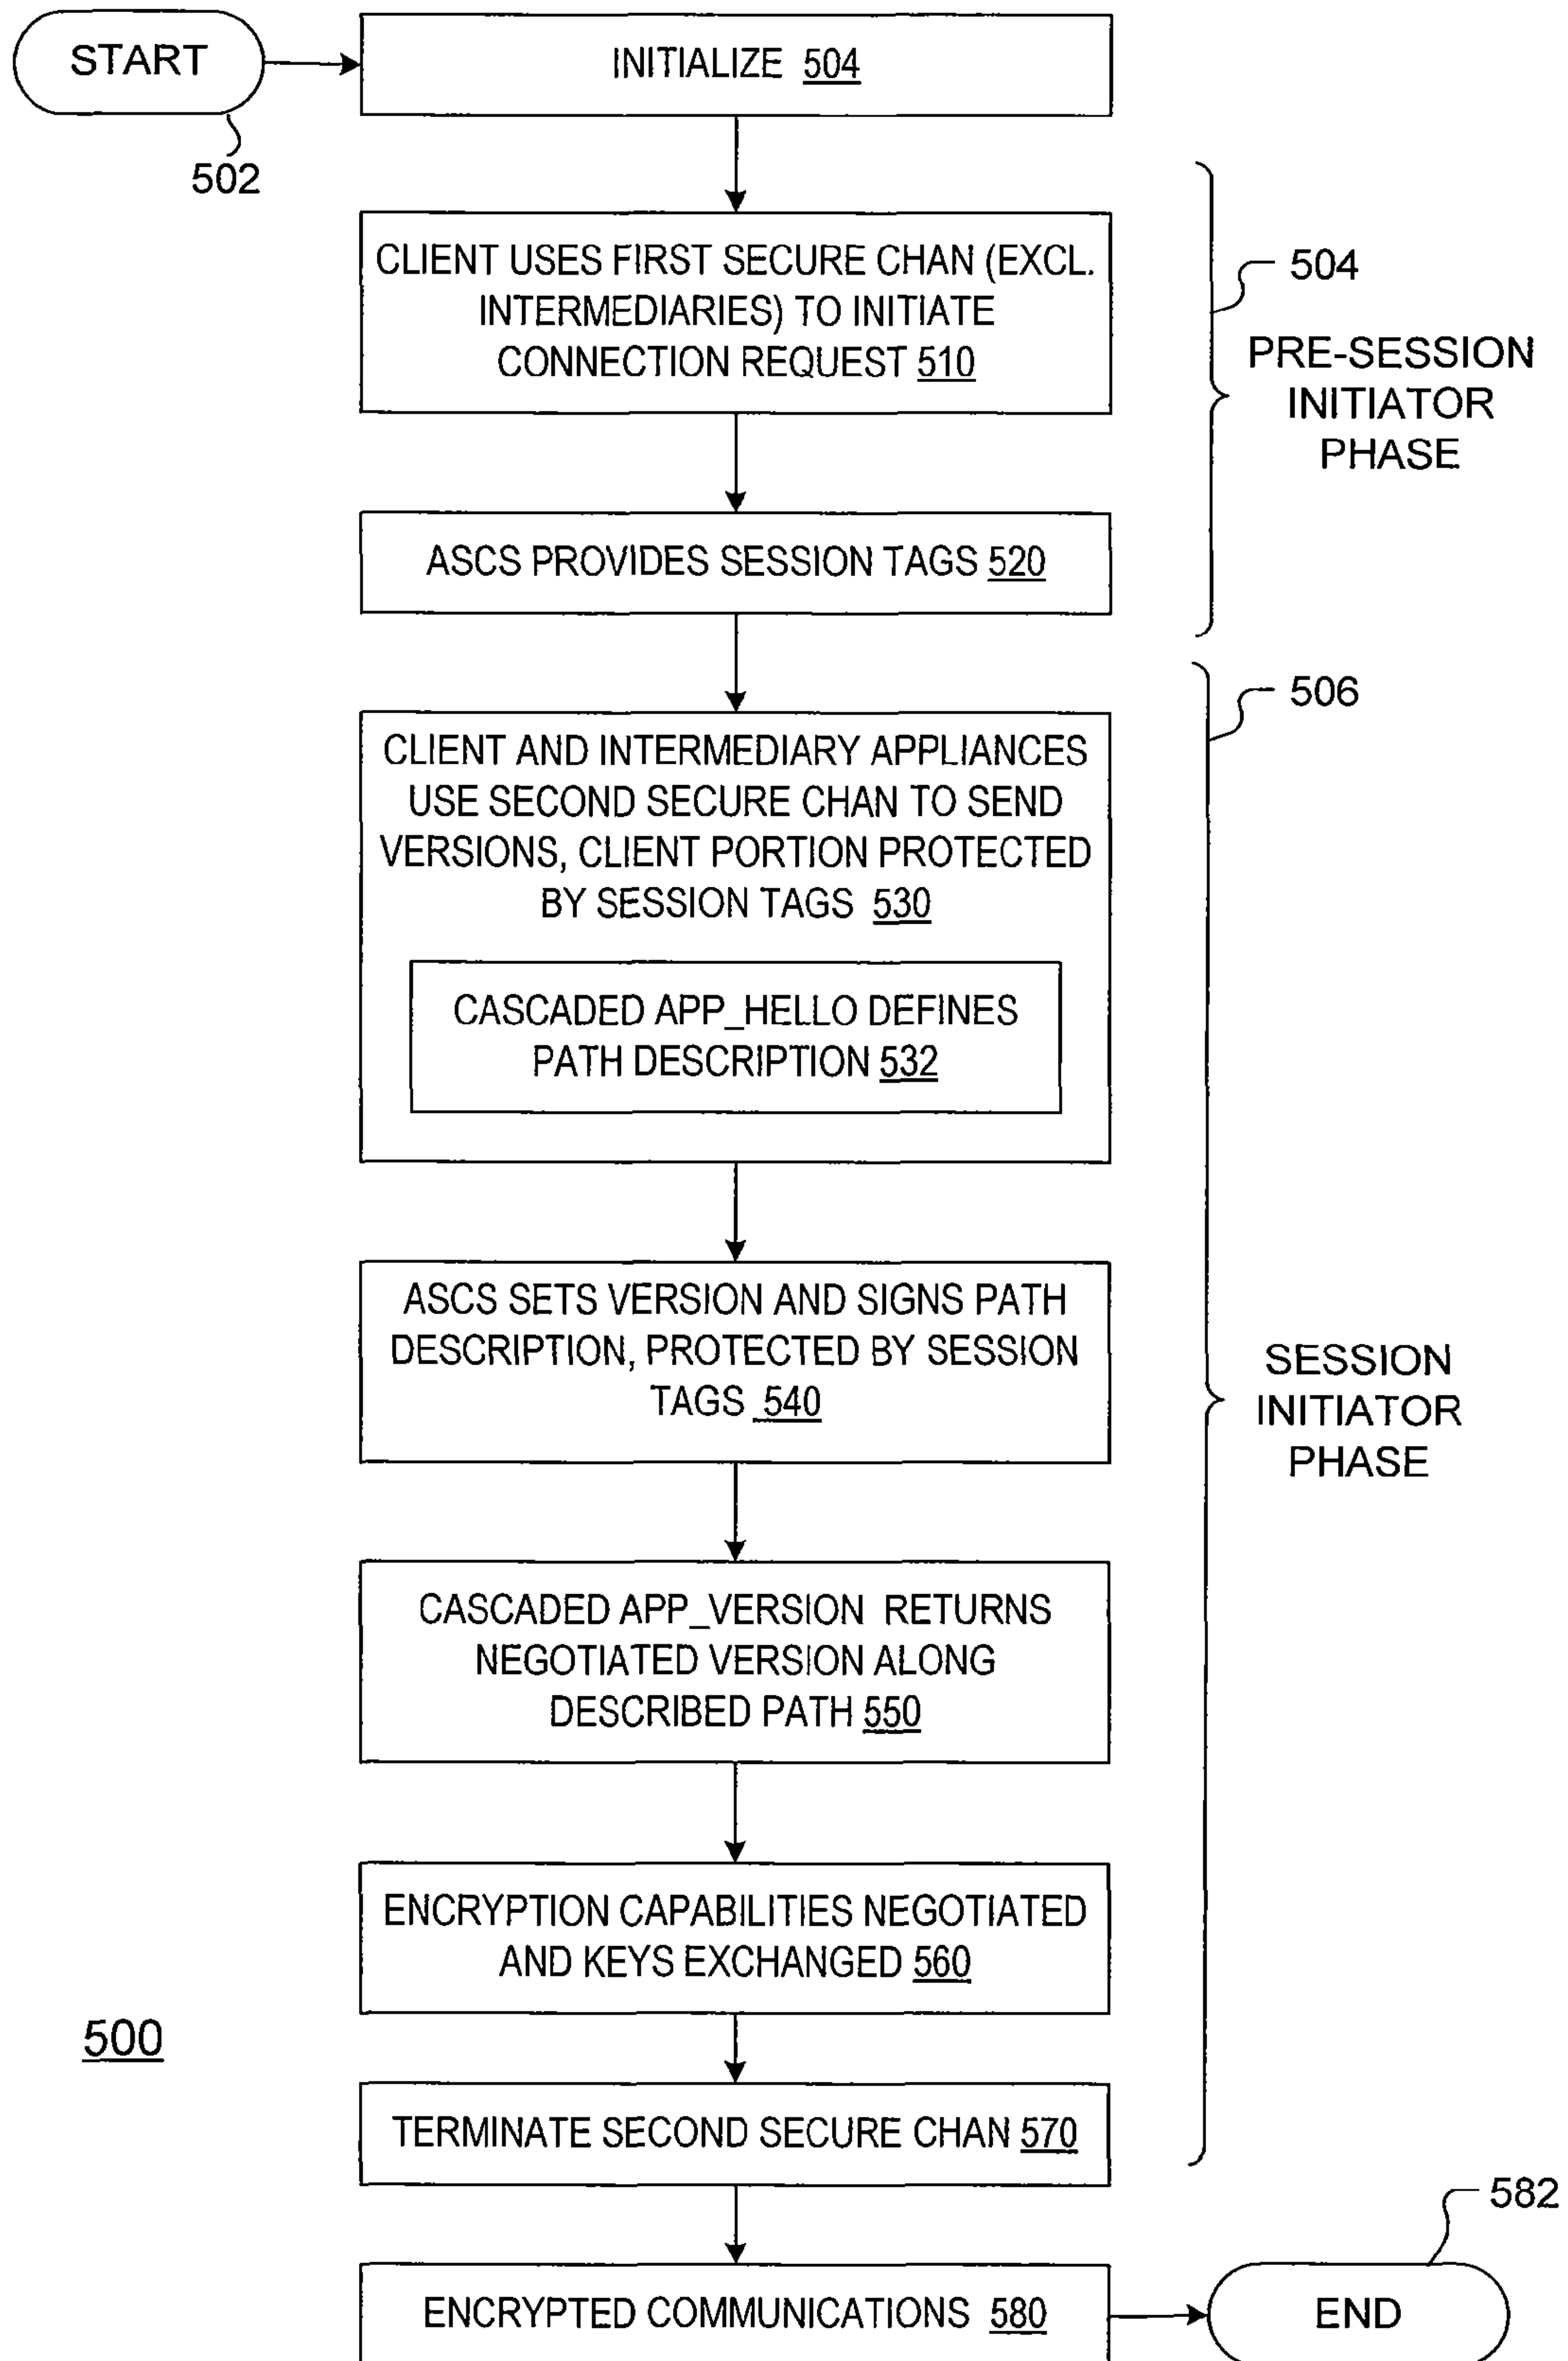 START
INITIALIZE 504
502
CLIENT USES FIRST SECURE CHAN (EXCL.
INTERMEDIARIES) TO INITIATE
CONNECTION REQUEST 510
504
PRE-SESSION
INITIATOR
PHASE
ASCS PROVIDES SESSION TAGS 520
506
CLIENT AND INTERMEDIARY APPLIANCES
USE SECOND SECURE CHAN TO SEND
VERSIONS, CLIENT PORTION PROTECTED
BY SESSION TAGS 530
CASCADED APP_HELLO DEFINES
PATH DESCRIPTION 532
ASCS SETS VERSION AND SIGNS PATH
DESCRIPTION, PROTECTED BY SESSION
TAGS 540
SESSION
INITIATOR
PHASE
CASCADED APP_VERSION RETURNS
NEGOTIATED VERSION ALONG
DESCRIBED PATH 550
ENCRYPTION CAPABILITIES NEGOTIATED
AND KEYS EXCHANGED 560
500
TERMINATE SECOND SECURE CHAN 570
582
ENCRYPTED COMMUNICATIONS 580
END